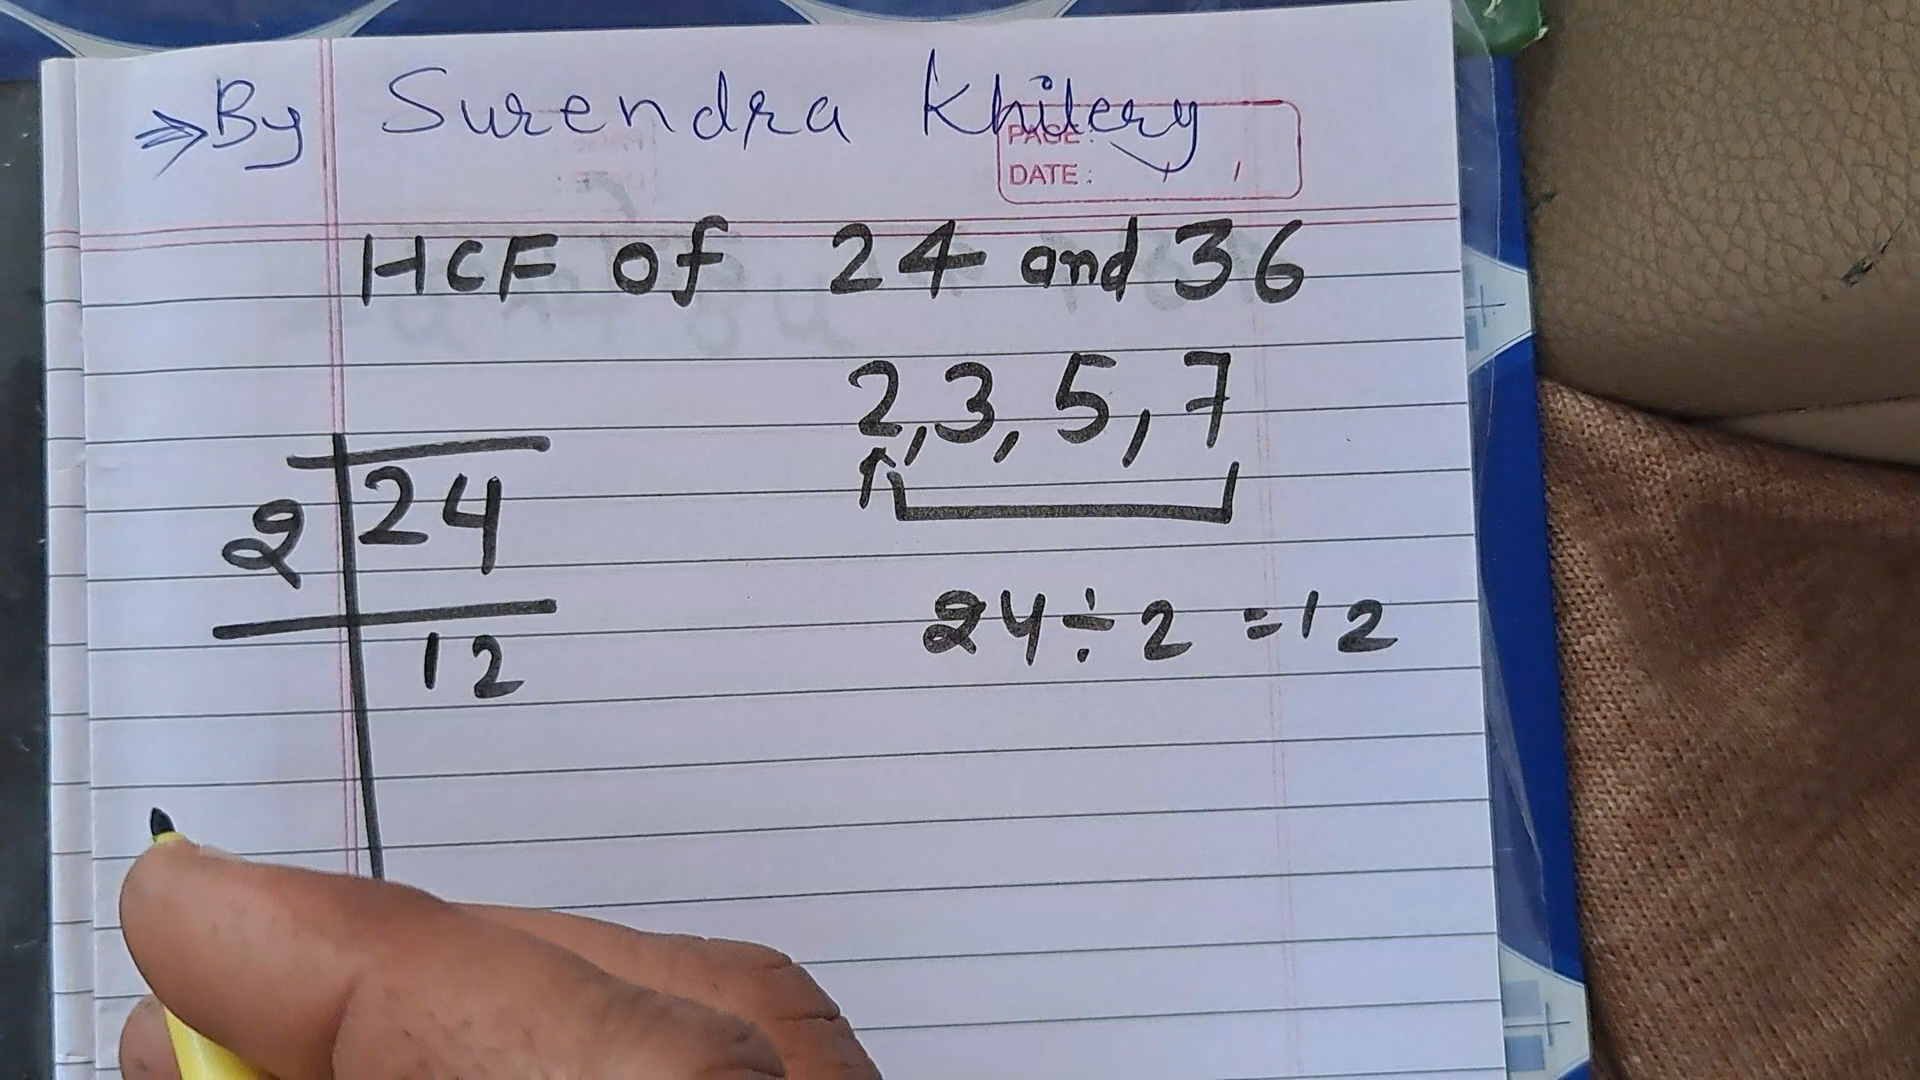 ⇒By Surendra Khilery
PAGE:
DATE: / /
HCF of 24 and 36
2,3,5,7
2 24
12
24÷2=12